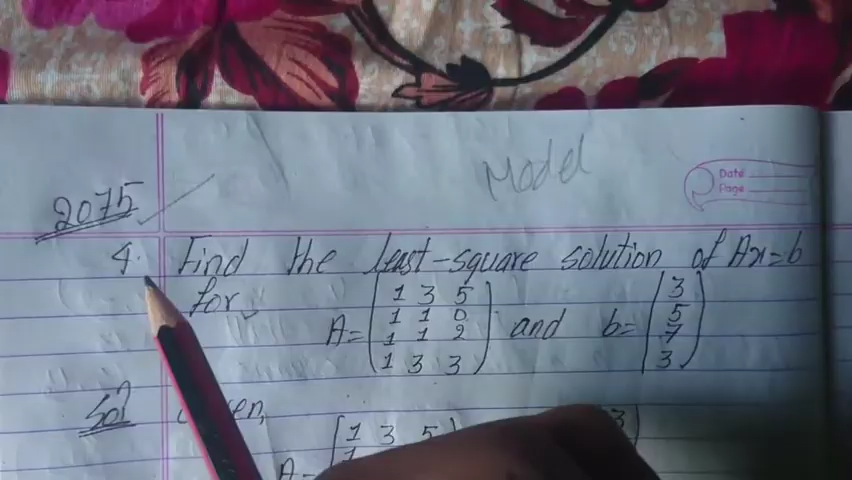 Model
Date
Page
2075
4. Find the least-square solution of Ax=b
for
A = [1 3 5
1 1 0
1 1 2
1 3 3] and b = [3
5
7
3]
Sol
Given,
A = [1 3 5